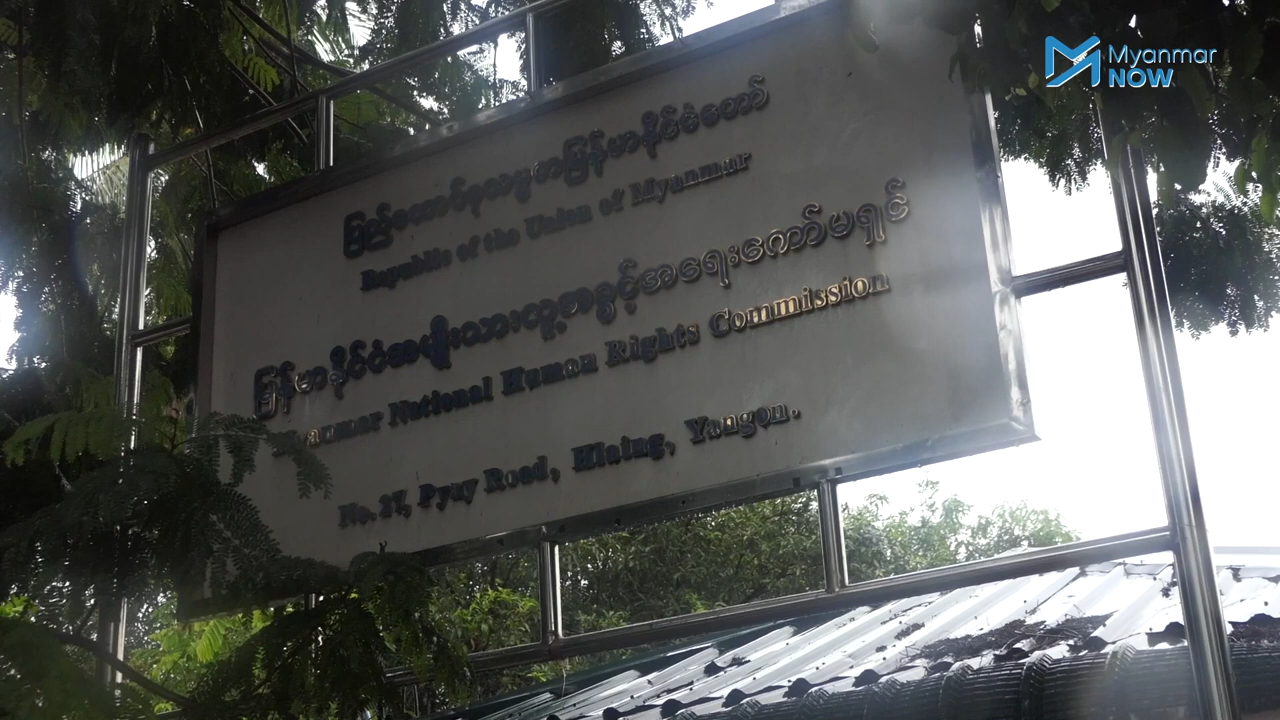 Myanmar
NOW
ပြည်ထောင်စုသမ္မတမြန်မာနိုင်ငံတော်
Republic of the Union of Myanmar
မြန်မာနိုင်ငံအမျိုးသားလူ့အခွင့်အရေးကော်မရှင်
Myanmar National Human Rights Commission
No. 27, Pyay Road, Hlaing, Yangon.